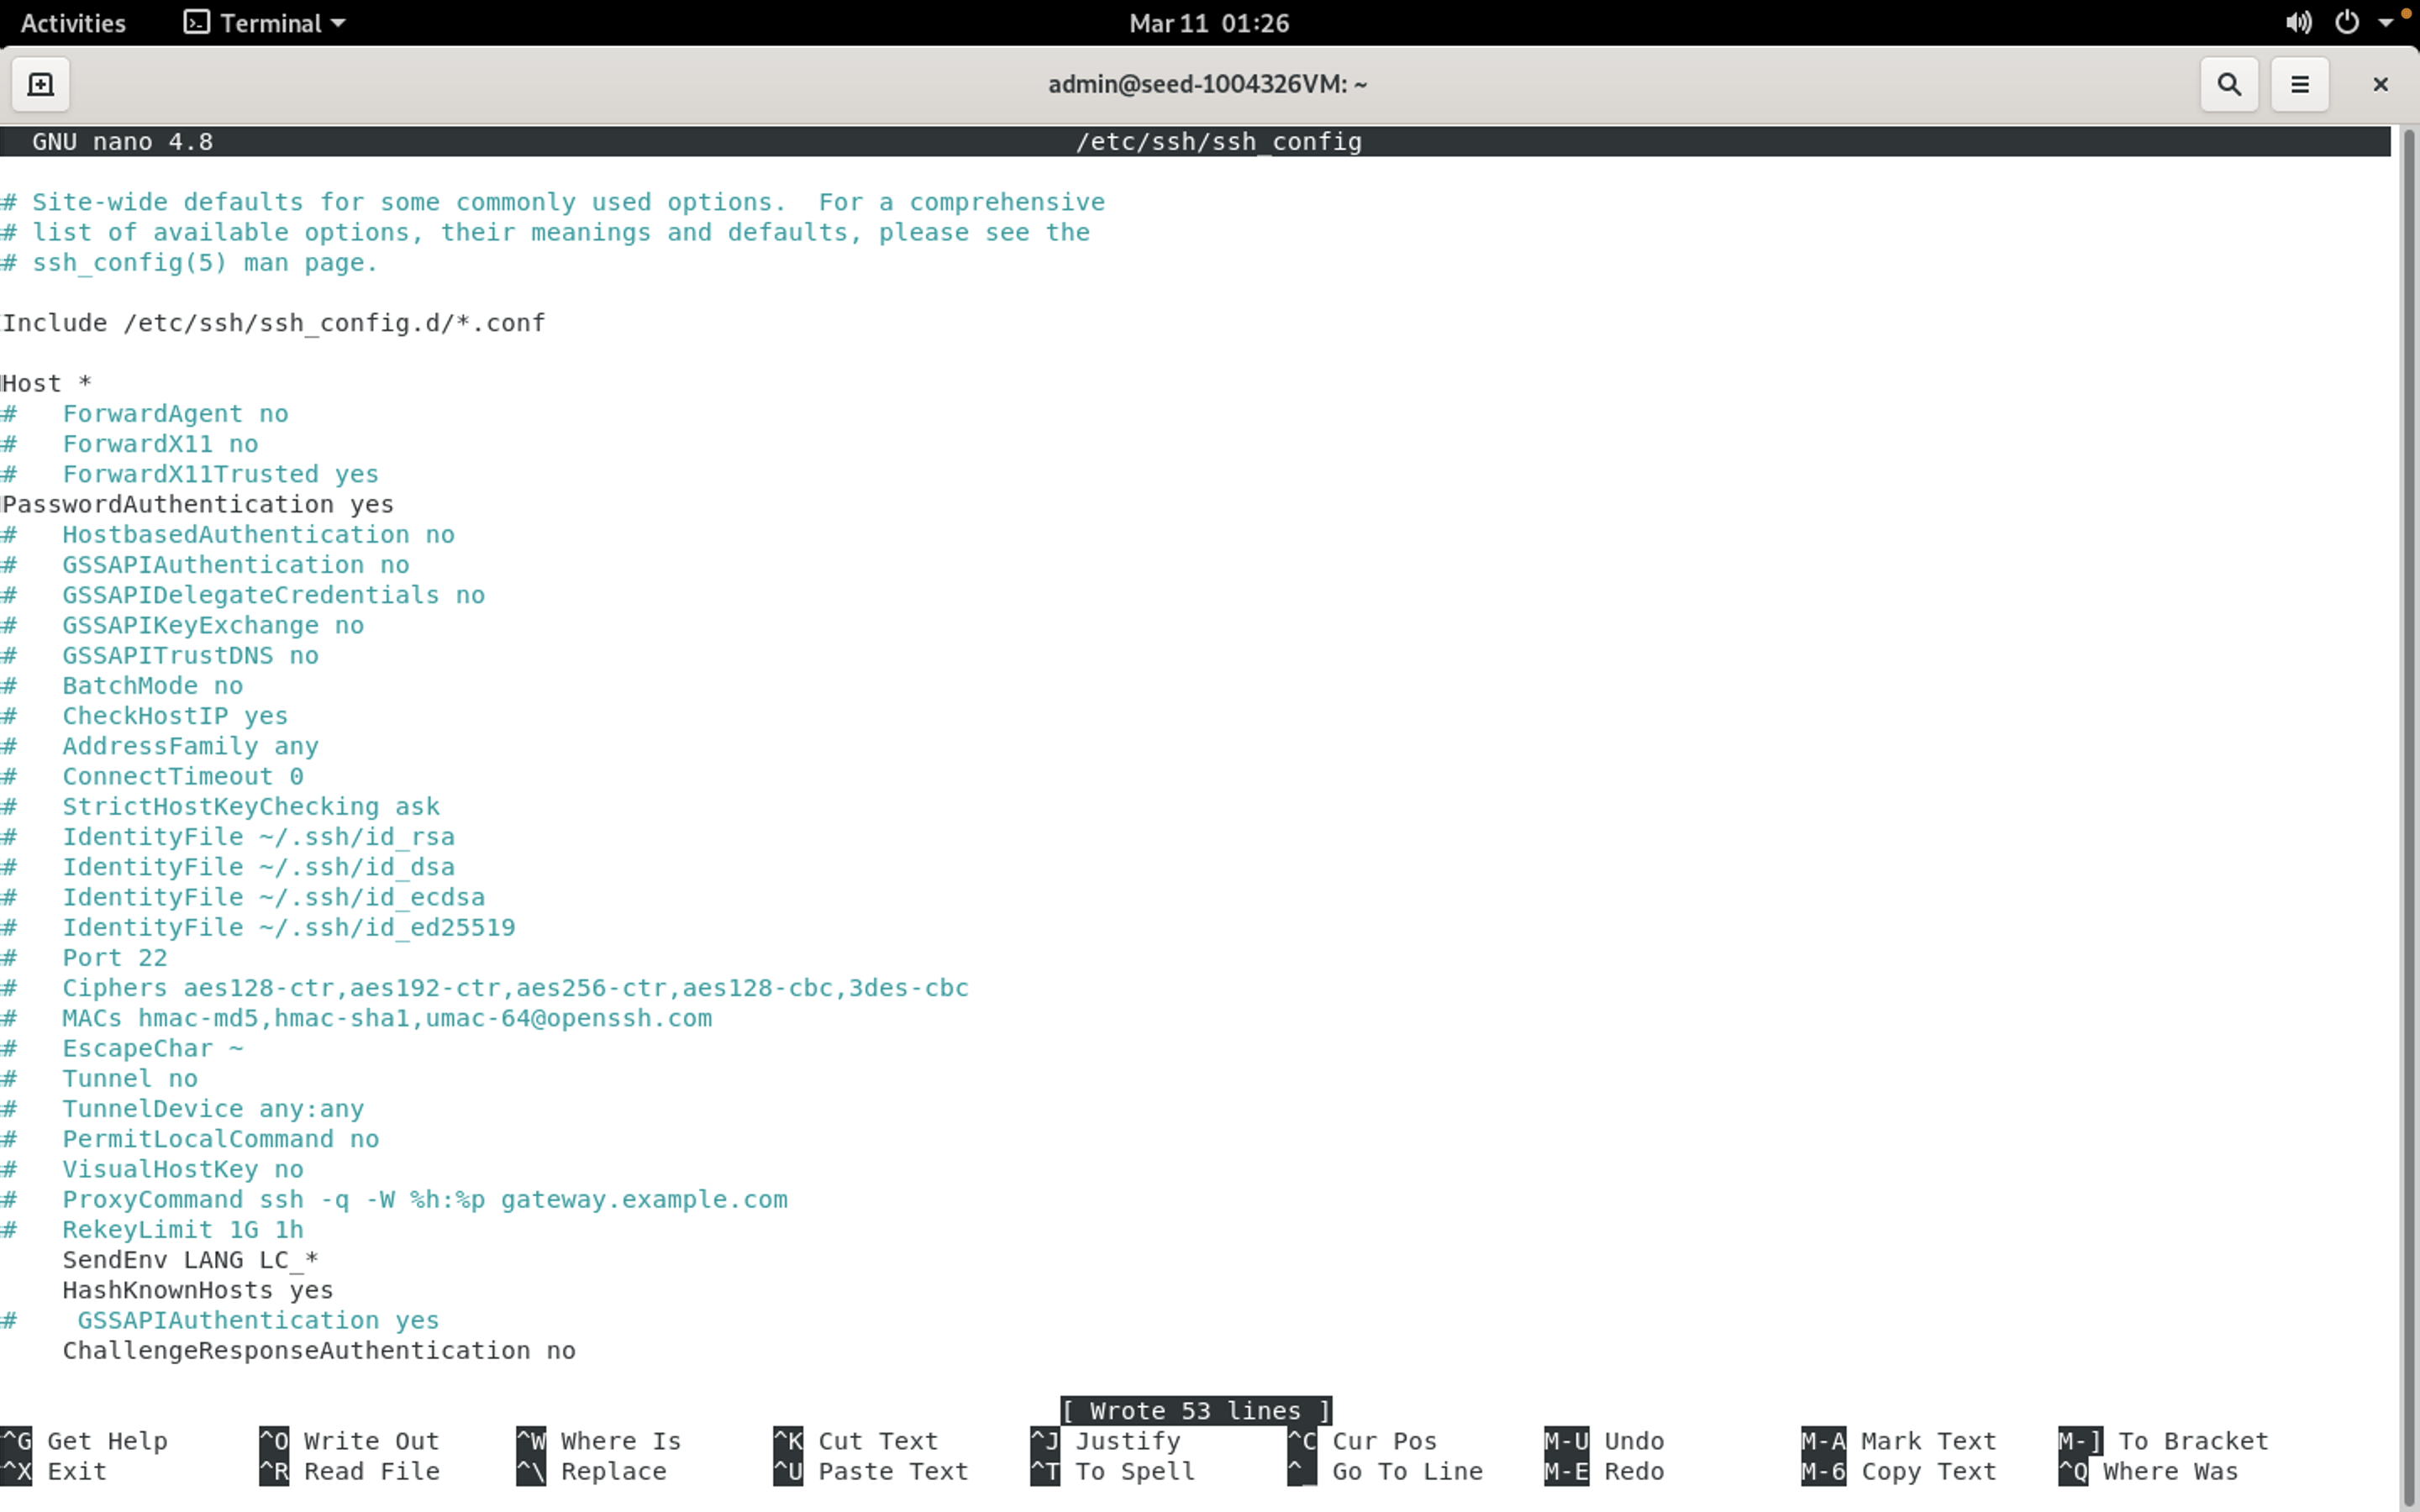 Activities Terminal Mar 11 01:26
admin@seed-1004326VM: ~
GNU nano 4.8 /etc/ssh/ssh_config
# Site-wide defaults for some commonly used options.  For a comprehensive
# list of available options, their meanings and defaults, please see the
# ssh_config(5) man page.
Include /etc/ssh/ssh_config.d/*.conf
Host *
#   ForwardAgent no
#   ForwardX11 no
#   ForwardX11Trusted yes
PasswordAuthentication yes
#   HostbasedAuthentication no
#   GSSAPIAuthentication no
#   GSSAPIDelegateCredentials no
#   GSSAPIKeyExchange no
#   GSSAPITrustDNS no
#   BatchMode no
#   CheckHostIP yes
#   AddressFamily any
#   ConnectTimeout 0
#   StrictHostKeyChecking ask
#   IdentityFile ~/.ssh/id_rsa
#   IdentityFile ~/.ssh/id_dsa
#   IdentityFile ~/.ssh/id_ecdsa
#   IdentityFile ~/.ssh/id_ed25519
#   Port 22
#   Ciphers aes128-ctr,aes192-ctr,aes256-ctr,aes128-cbc,3des-cbc
#   MACs hmac-md5,hmac-sha1,umac-64@openssh.com
#   EscapeChar ~
#   Tunnel no
#   TunnelDevice any:any
#   PermitLocalCommand no
#   VisualHostKey no
#   ProxyCommand ssh -q -W %h:%p gateway.example.com
#   RekeyLimit 1G 1h
    SendEnv LANG LC_*
    HashKnownHosts yes
#    GSSAPIAuthentication yes
    ChallengeResponseAuthentication no
[ Wrote 53 lines ]
^G Get Help ^O Write Out ^W Where Is ^K Cut Text ^J Justify ^C Cur Pos M-U Undo M-A Mark Text M-] To Bracket
^X Exit ^R Read File ^\ Replace ^U Paste Text ^T To Spell ^_ Go To Line M-E Redo M-6 Copy Text ^Q Where Was